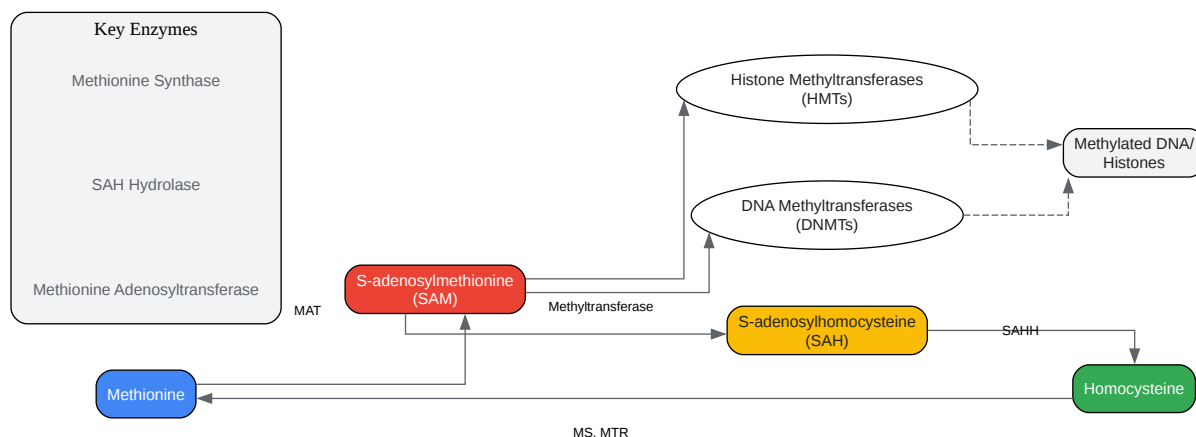 Key Enzymes
Methionine Synthase
SAH Hydrolase
Methionine Adenosyltransferase
Histone Methyltransferases
(HMTs)
Methylated DNA/
Histones
DNA Methyltransferases
(DNMTs)
S-adenosylmethionine
(SAM)
MAT
Methyltransferase
S-adenosylhomocysteine
(SAH)
SAHH
Methionine
Homocysteine
MS, MTR